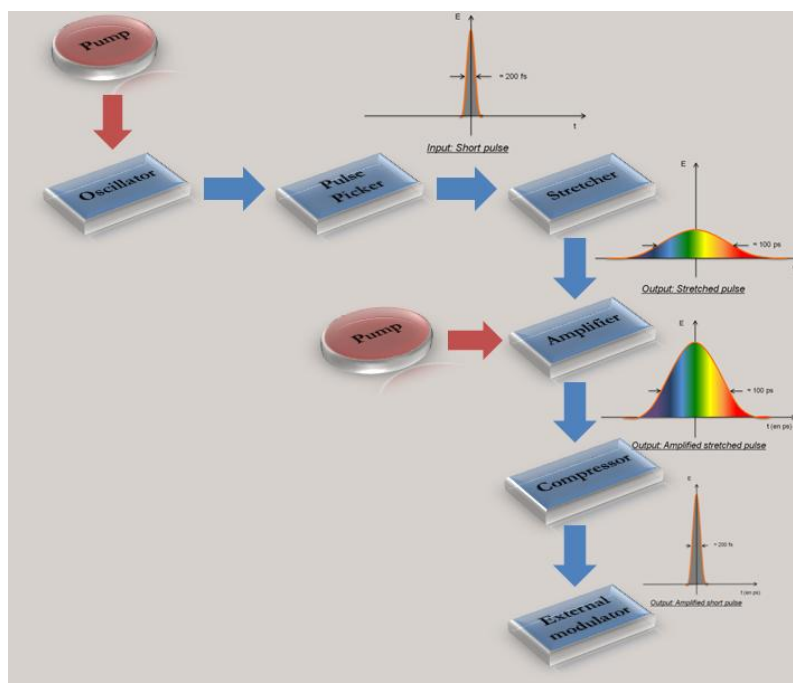 Pump
E
≈ 200 fs
t
Input: Short pulse
Oscillator
Pulse
Picker
Stretcher
E
≈ 100 ps
Output: Stretched pulse
Pump
Amplifier
E
≈ 100 ps
t (en ps)
Output: Amplified stretched pulse
Compressor
E
≈ 200 fs
t (en ps)
Output: Amplified short pulse
External
modulator